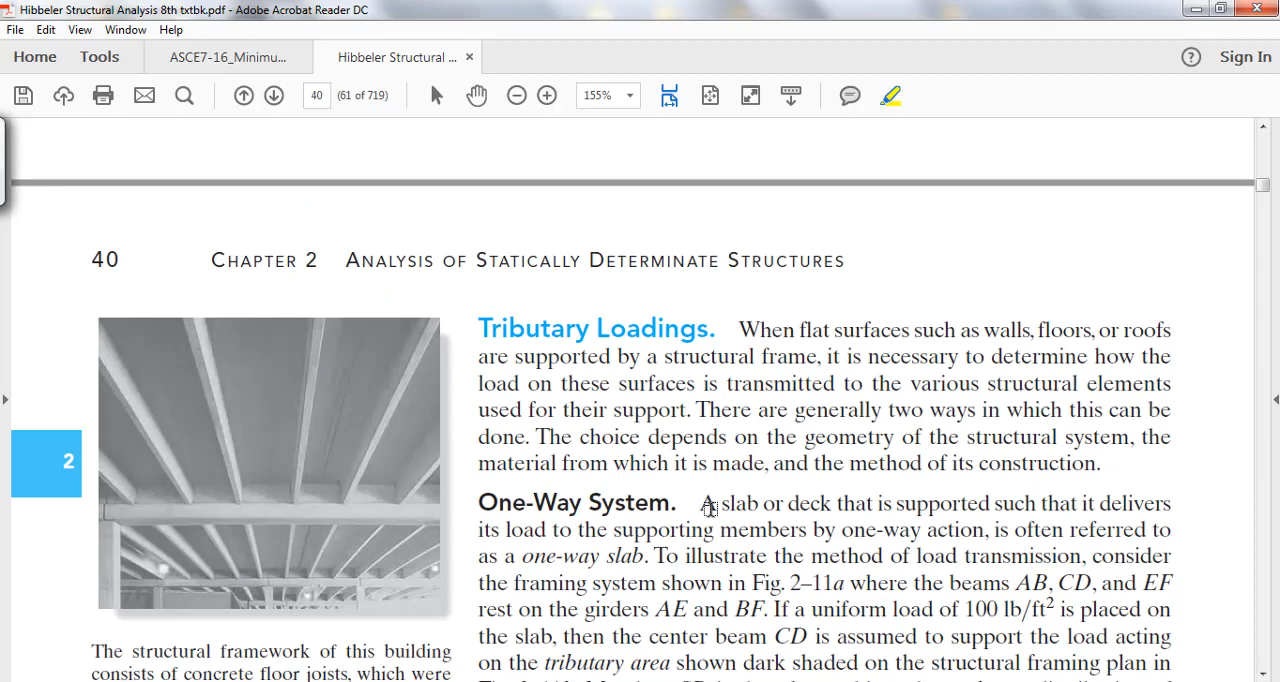 Hibbeler Structural Analysis 8th txtbk.pdf - Adobe Acrobat Reader DC
File Edit View Window Help
Home Tools ASCE7-16_Minimu... Hibbeler Structural ... × ? Sign In
40 (61 of 719) 155%
40 CHAPTER 2 ANALYSIS OF STATICALLY DETERMINATE STRUCTURES
2
Tributary Loadings. When flat surfaces such as walls, floors, or roofs
are supported by a structural frame, it is necessary to determine how the
load on these surfaces is transmitted to the various structural elements
used for their support. There are generally two ways in which this can be
done. The choice depends on the geometry of the structural system, the
material from which it is made, and the method of its construction.
One-Way System. A slab or deck that is supported such that it delivers
its load to the supporting members by one-way action, is often referred to
as a one-way slab. To illustrate the method of load transmission, consider
the framing system shown in Fig. 2–11a where the beams AB, CD, and EF
rest on the girders AE and BF. If a uniform load of 100 lb/ft² is placed on
the slab, then the center beam CD is assumed to support the load acting
on the tributary area shown dark shaded on the structural framing plan in
The structural framework of this building
consists of concrete floor joists, which were